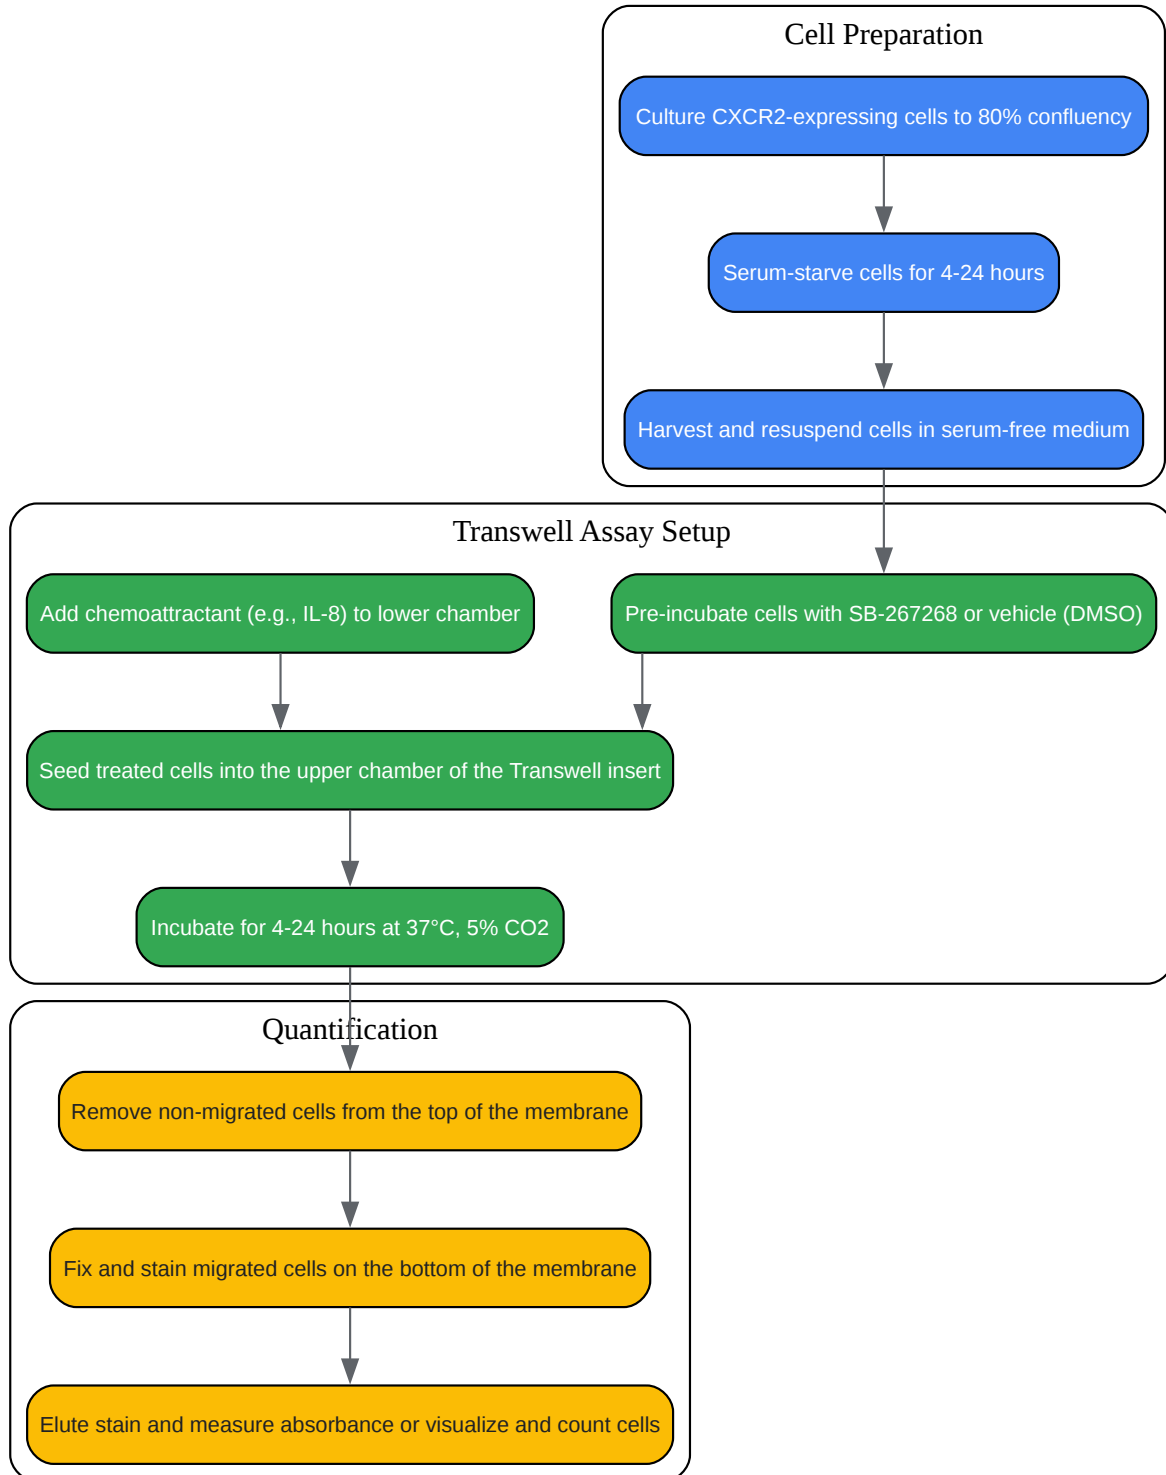 Cell Preparation
Culture CXCR2-expressing cells to 80% confluency
Serum-starve cells for 4-24 hours
Harvest and resuspend cells in serum-free medium
Transwell Assay Setup
Add chemoattractant (e.g., IL-8) to lower chamber
Pre-incubate cells with SB-267268 or vehicle (DMSO)
Seed treated cells into the upper chamber of the Transwell insert
Incubate for 4-24 hours at 37°C, 5% CO2
Quantification
Remove non-migrated cells from the top of the membrane
Fix and stain migrated cells on the bottom of the membrane
Elute stain and measure absorbance or visualize and count cells